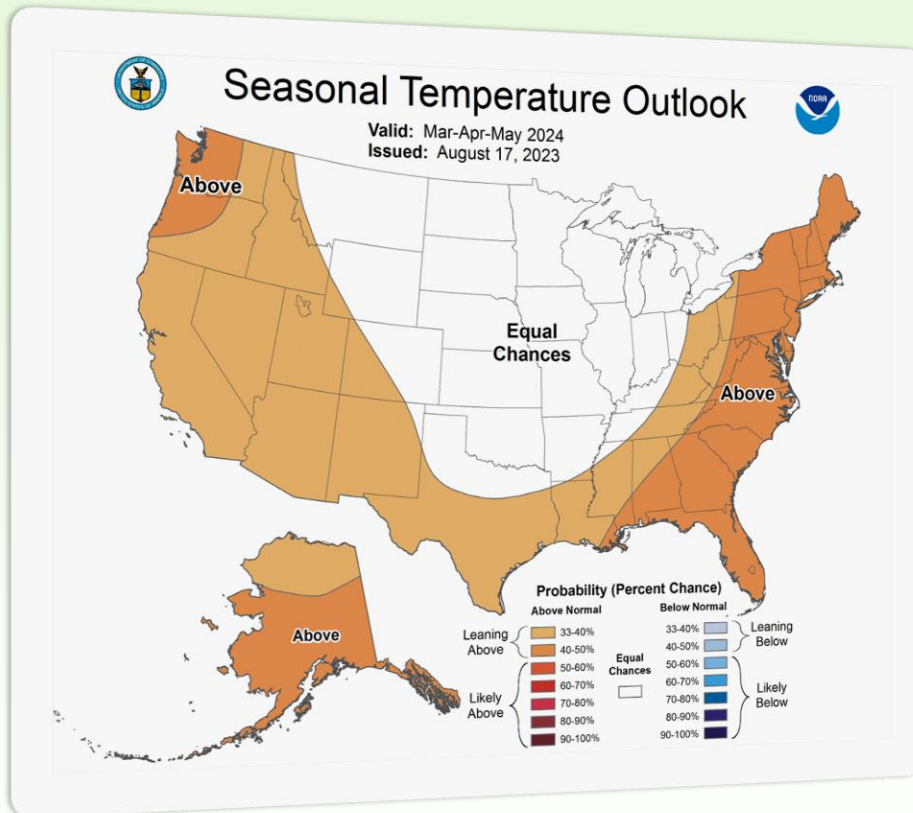 Seasonal Temperature Outlook
Valid: Mar-Apr-May 2024
Issued: August 17, 2023
NOAA
Above
Equal
Chances
Above
Above
Probability (Percent Chance)
Above Normal
Below Normal
Leaning
Above
33-40%
40-50%
Likely
Above
50-60%
60-70%
70-80%
80-90%
90-100%
Equal
Chances
33-40%
40-50%
Leaning
Below
50-60%
60-70%
70-80%
80-90%
90-100%
Likely
Below